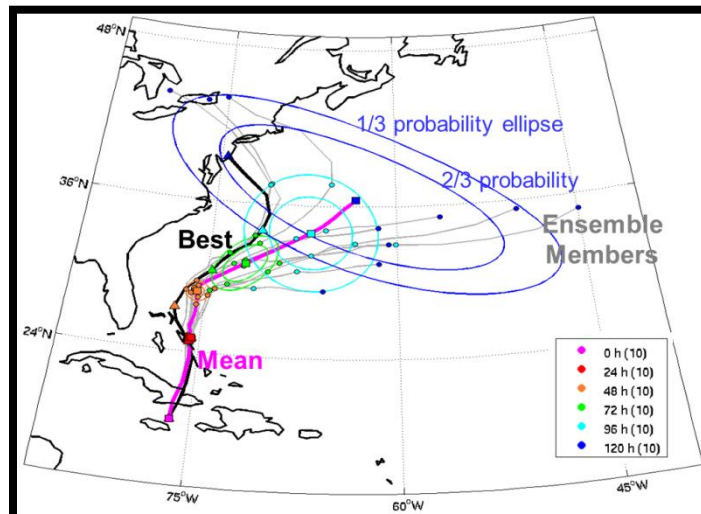 48°N
1/3 probability ellipse
36°N
2/3 probability
Ensemble
Members
Best
24°N
Mean
0 h (10)
24 h (10)
48 h (10)
72 h (10)
96 h (10)
120 h (10)
75°W
60°W
45°W